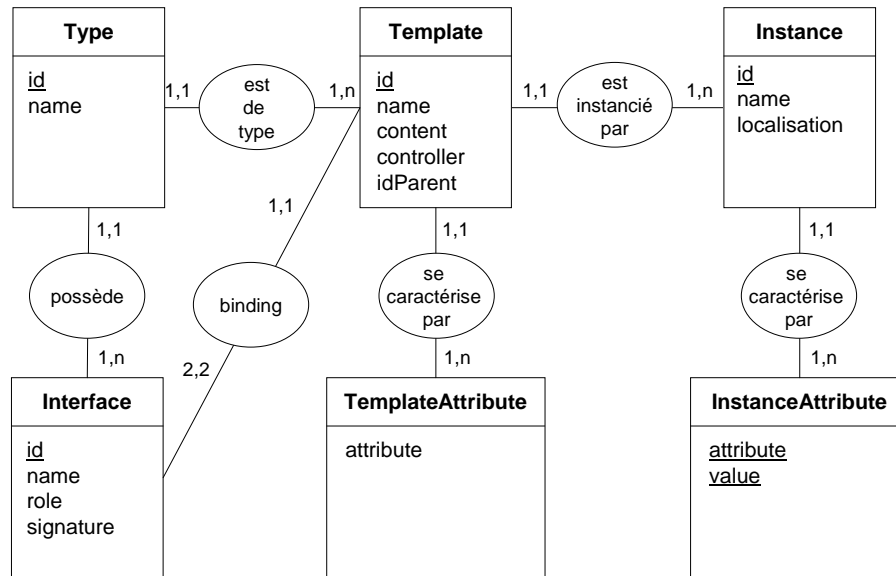 Type
id
name
1,1
est
de
type
1,n
Template
id
name
content
controller
idParent
1,1
est
instancié
par
1,n
Instance
id
name
localisation
1,1
possède
1,n
1,1
binding
2,2
1,1
se
caractérise
par
1,n
1,1
se
caractérise
par
1,n
Interface
id
name
role
signature
TemplateAttribute
attribute
InstanceAttribute
attribute
value